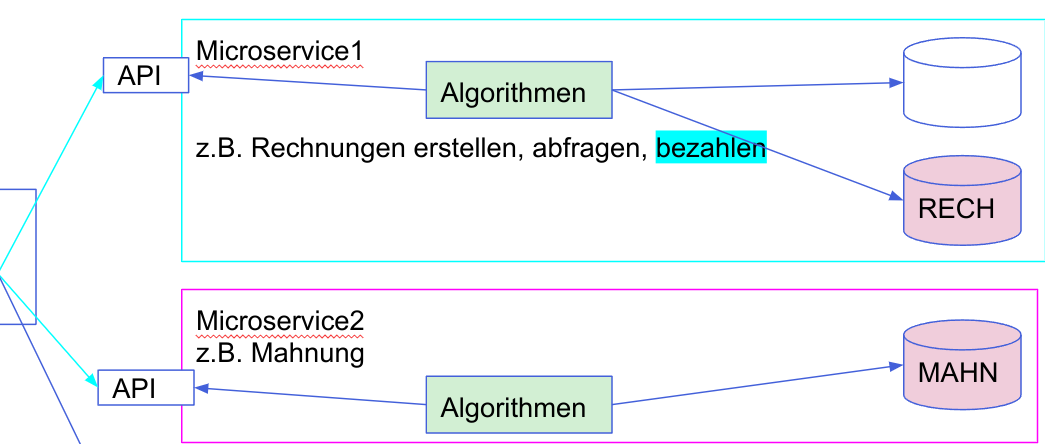 Microservice1
API
Algorithmen
z.B. Rechnungen erstellen, abfragen, bezahlen
RECH
Microservice2
z.B. Mahnung
MAHN
API
Algorithmen